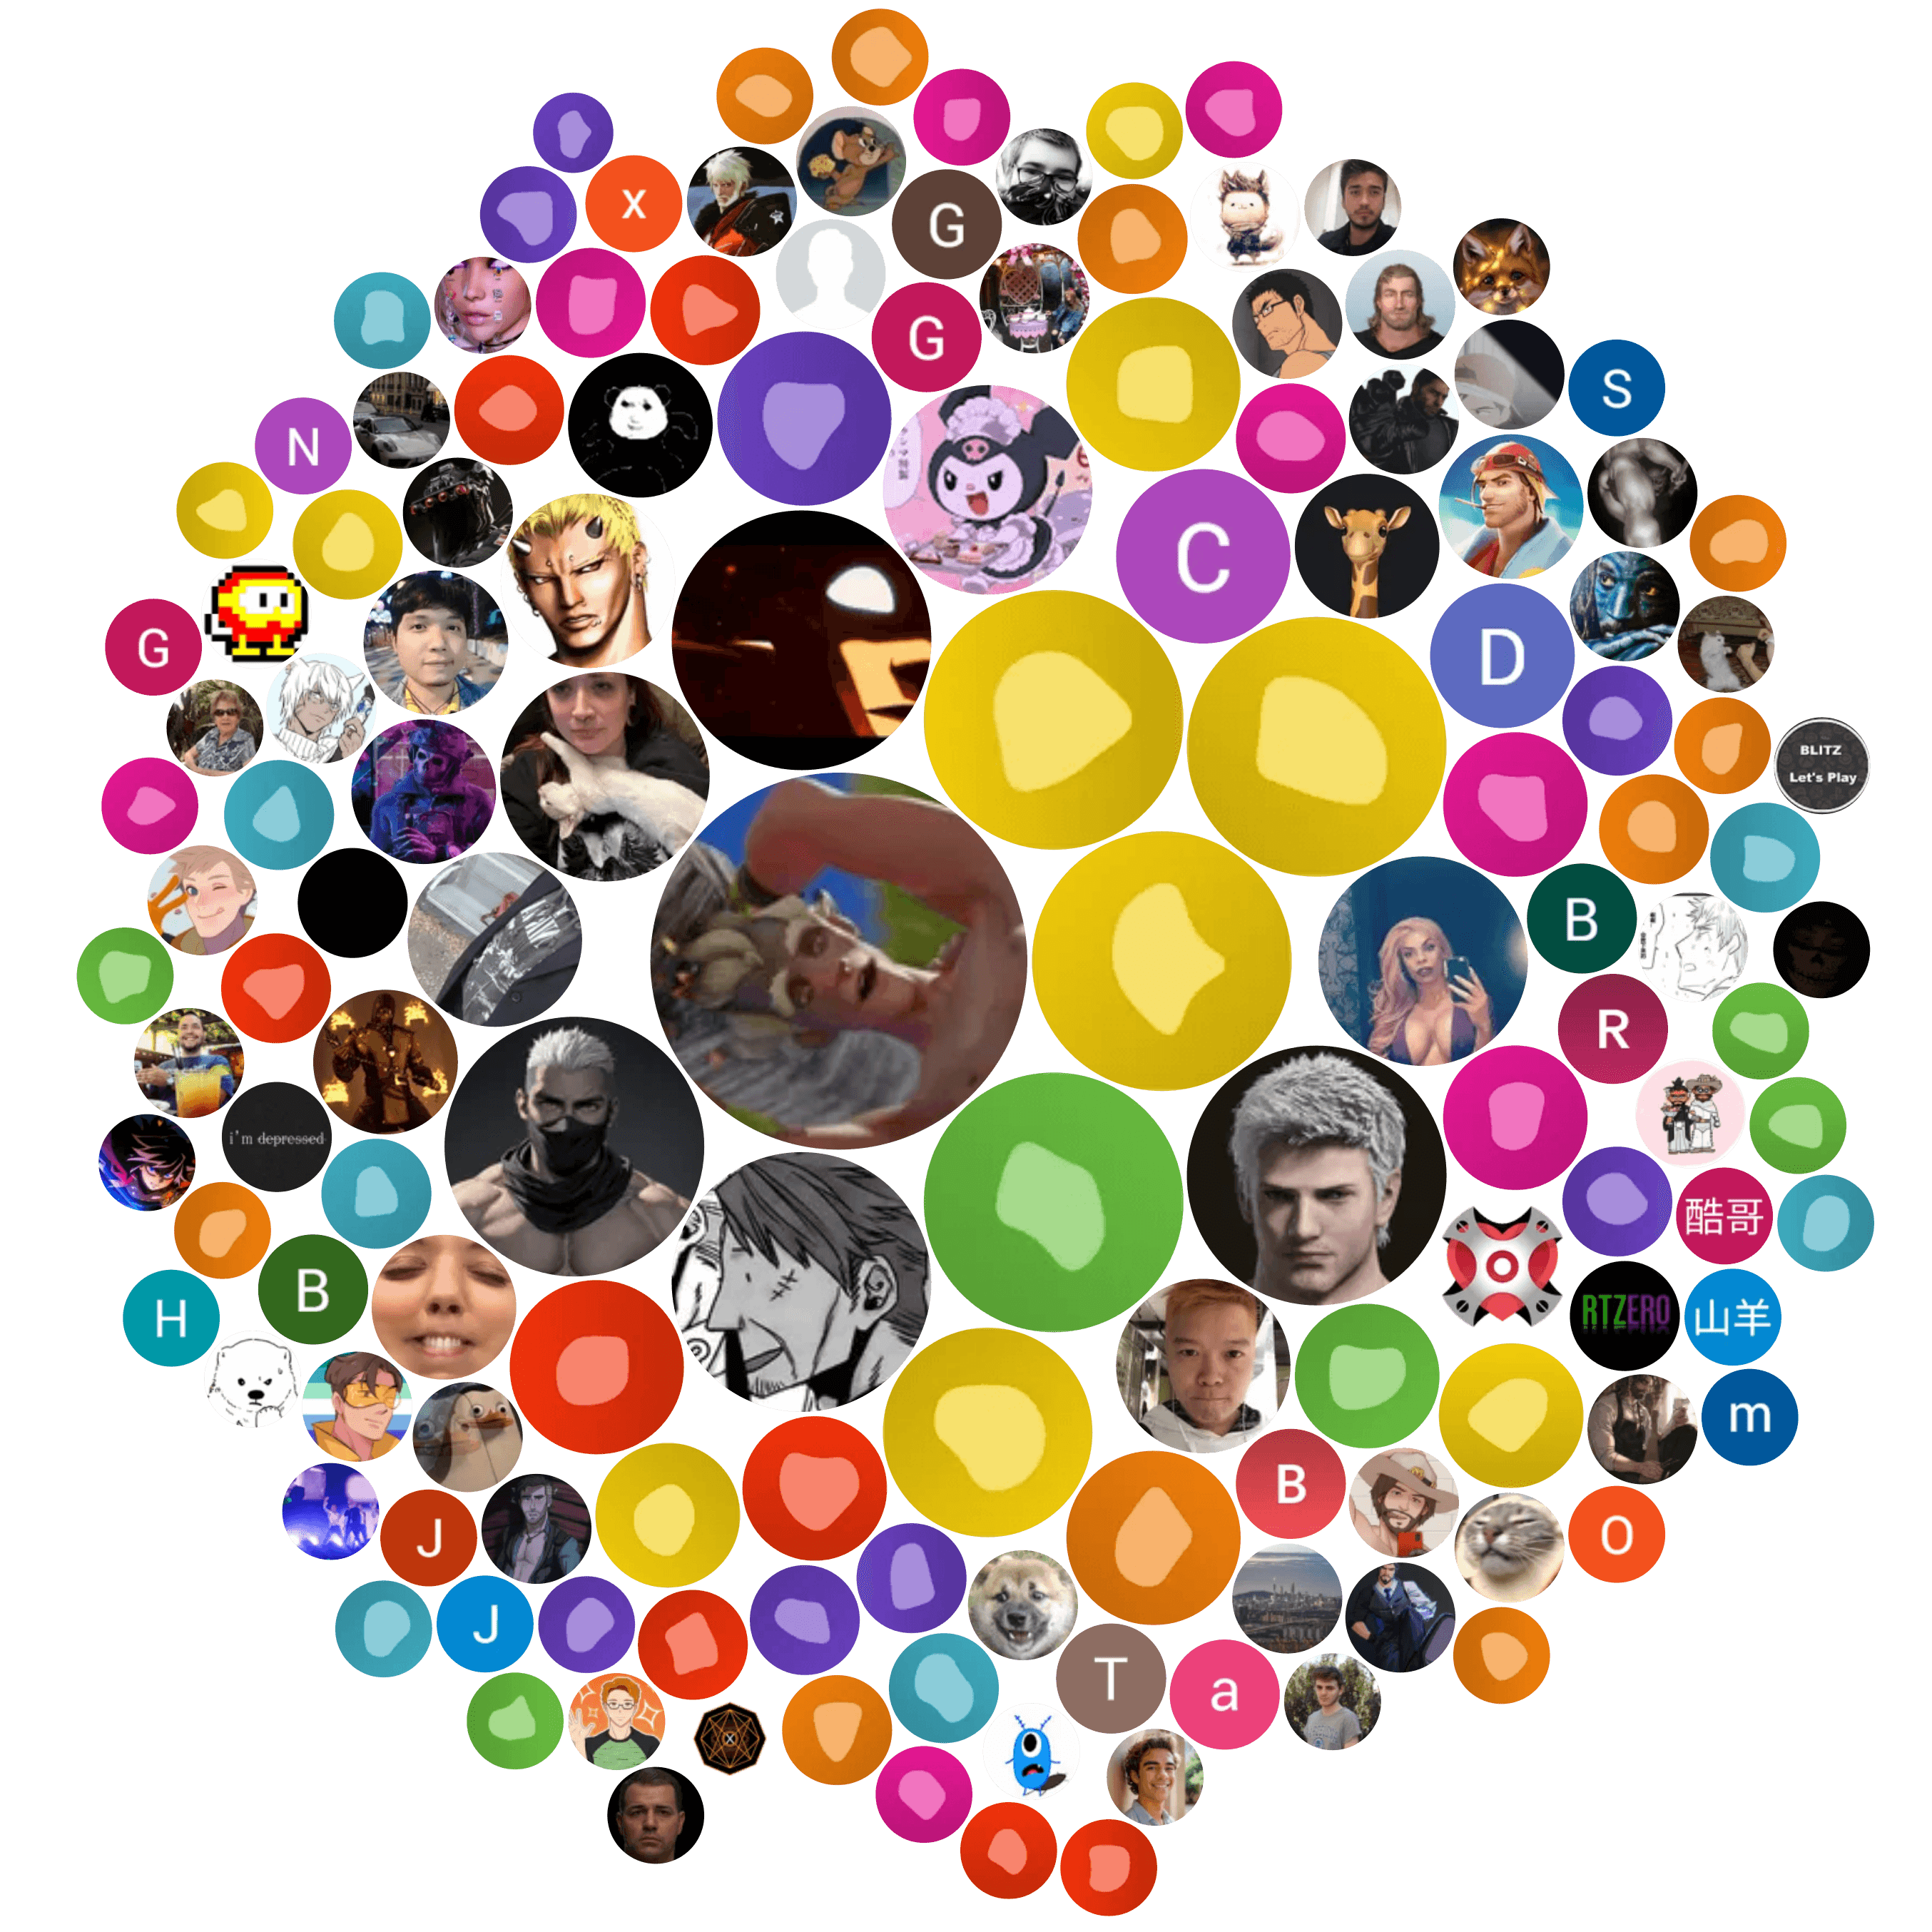 X
G
G
N
S
C
D
G
BLITZ
Let's Play
B
R
i'm depressed
酷哥
B
H
RTZERO
山羊
m
B
J
O
J
T
a
X